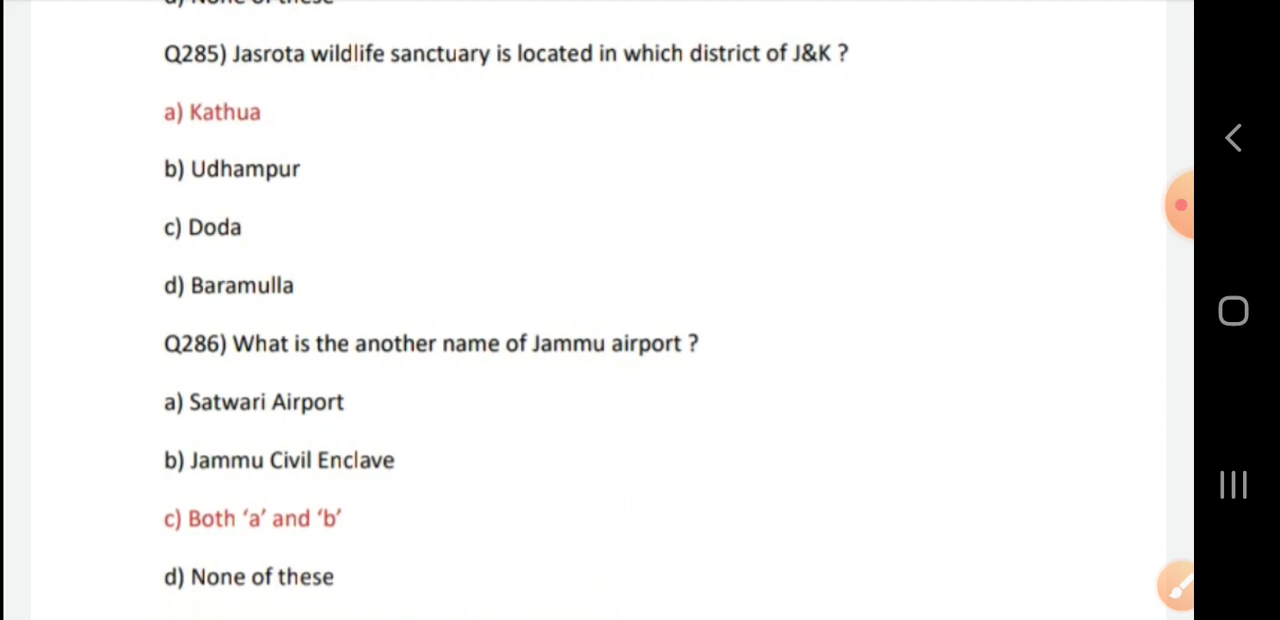 Q285) Jasrota wildlife sanctuary is located in which district of J&K ?
a) Kathua
b) Udhampur
c) Doda
d) Baramulla
Q286) What is the another name of Jammu airport ?
a) Satwari Airport
b) Jammu Civil Enclave
c) Both ‘a’ and ‘b’
d) None of these